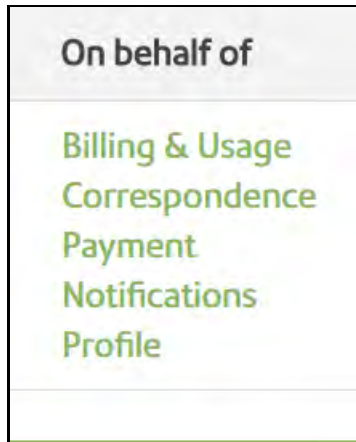 On behalf of
Billing & Usage
Correspondence
Payment
Notifications
Profile